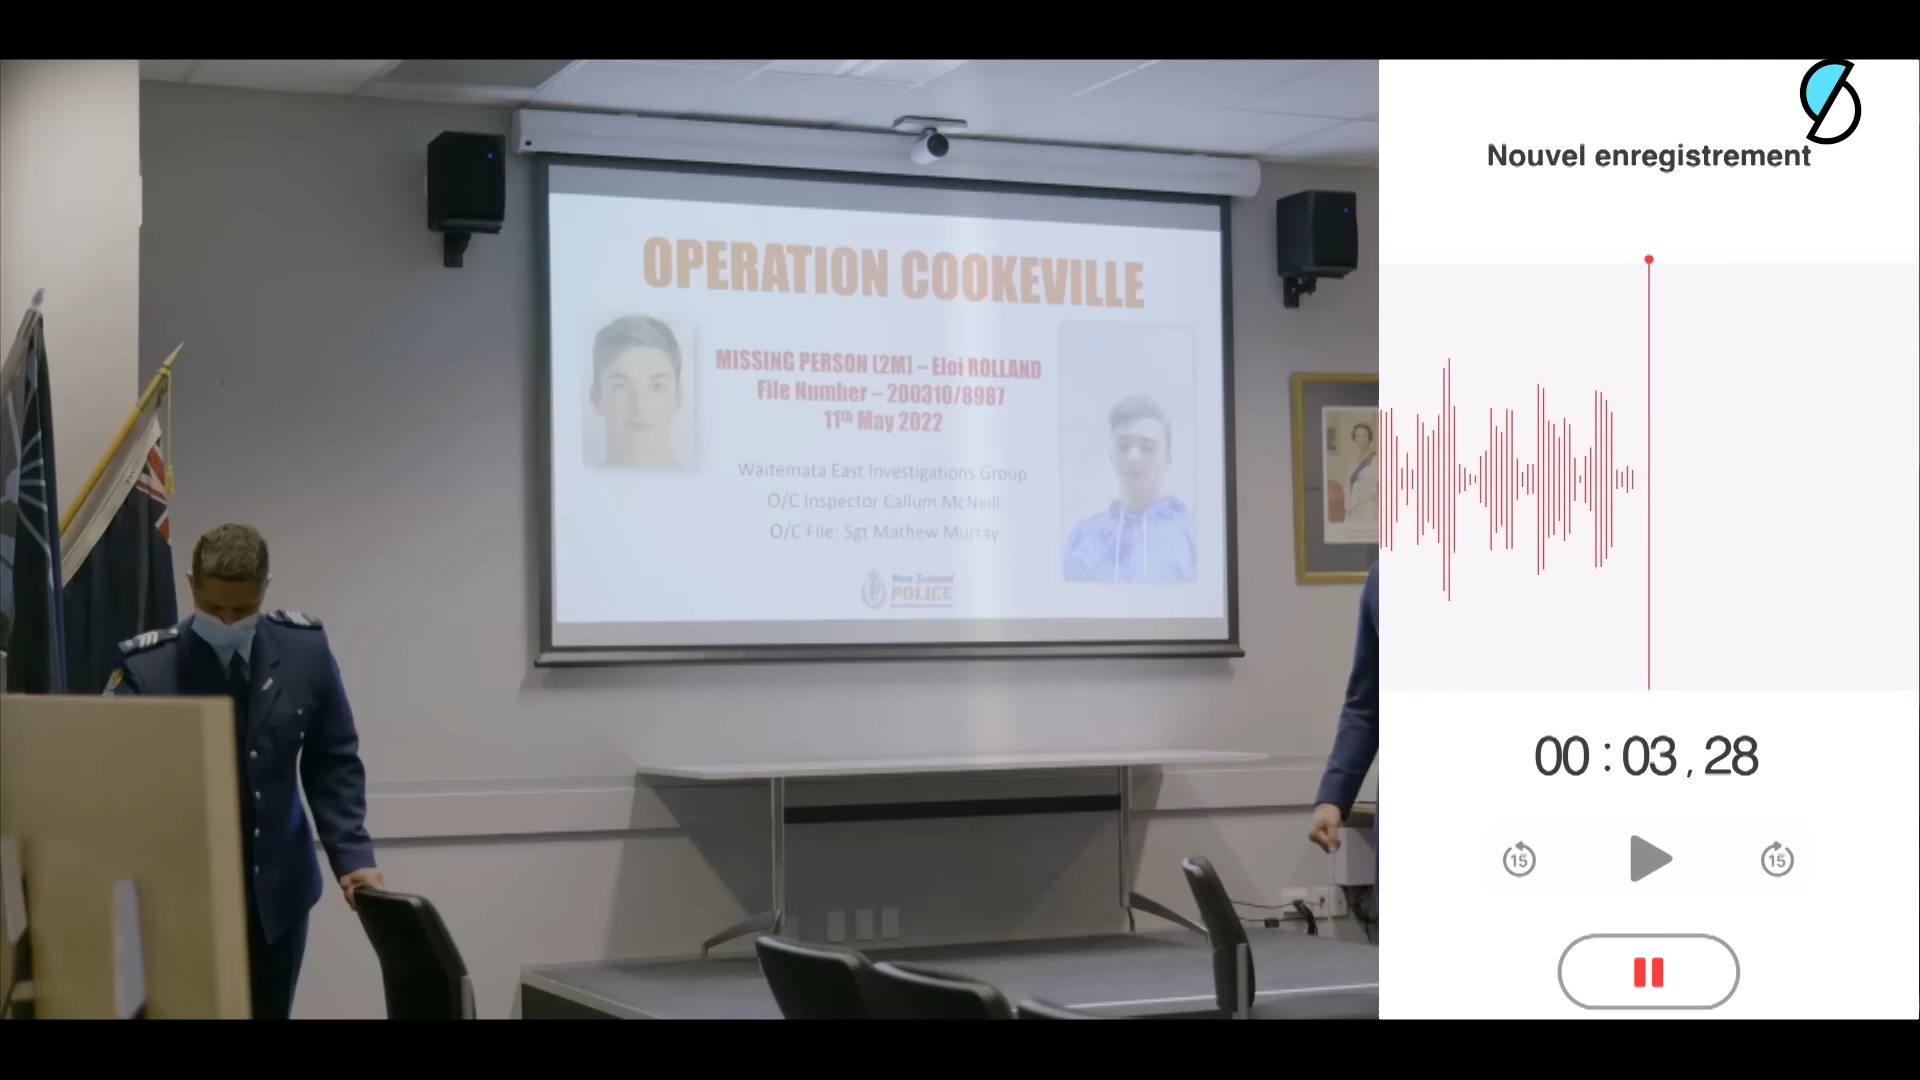 OPERATION COOKEVILLE
MISSING PERSON (2M) – Eloi ROLLAND
File Number – 200310/8987
11th May 2022
Waitemata East Investigations Group
O/C Inspector Callum McNeill
O/C File: Sgt Mathew Murray
New Zealand
POLICE
Nouvel enregistrement
00:03,28
15
15